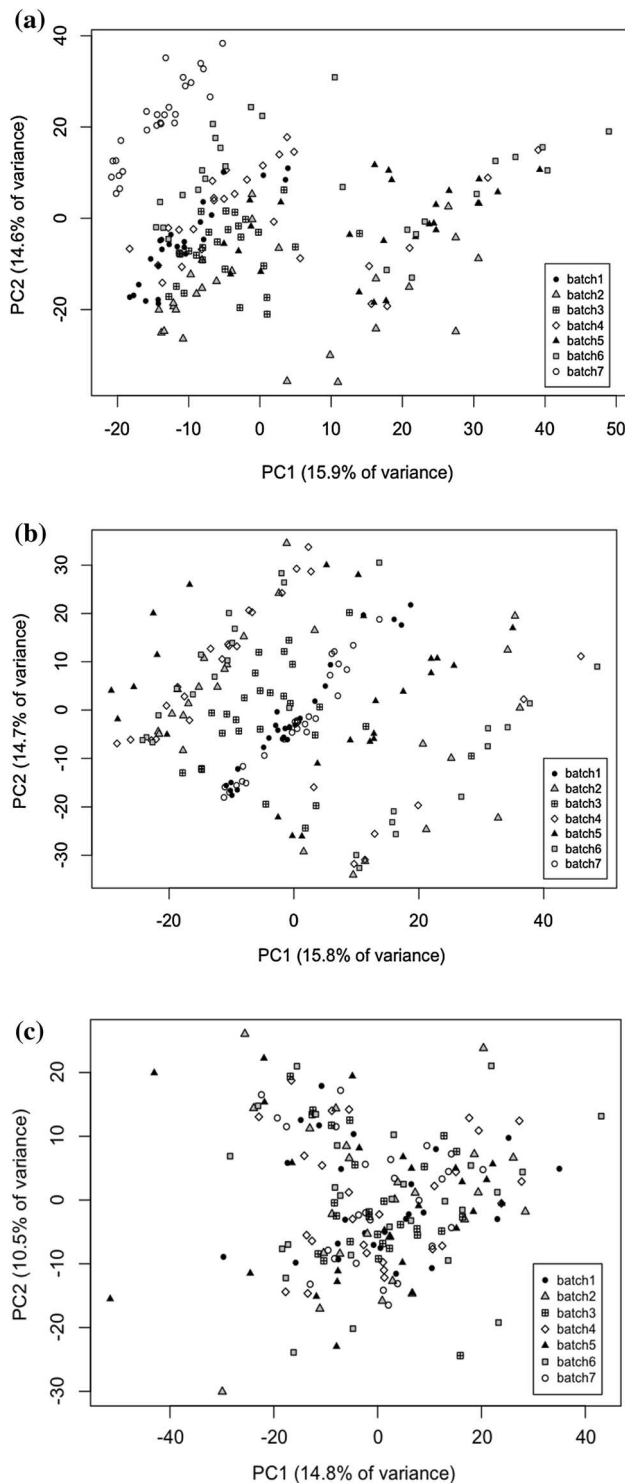 (a)
40
20
0
-20
PC2 (14.6% of variance)
batch1
batch2
batch3
batch4
batch5
batch6
batch7
-20 -10 0 10 20 30 40 50
PC1 (15.9% of variance)
(b)
30
20
10
0
-10
-20
-30
PC2 (14.7% of variance)
batch1
batch2
batch3
batch4
batch5
batch6
batch7
-20 0 20 40
PC1 (15.8% of variance)
(c)
20
10
0
-10
-20
-30
PC2 (10.5% of variance)
batch1
batch2
batch3
batch4
batch5
batch6
batch7
-40 -20 0 20 40
PC1 (14.8% of variance)